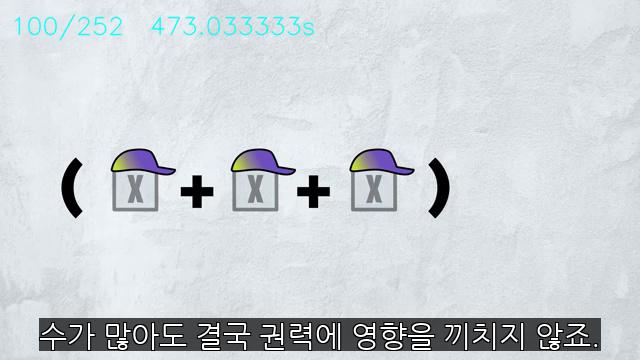 100/252 473.033333s
( X + X + X )
수가 많아도 결국 권력에 영향을 끼치지 않죠.